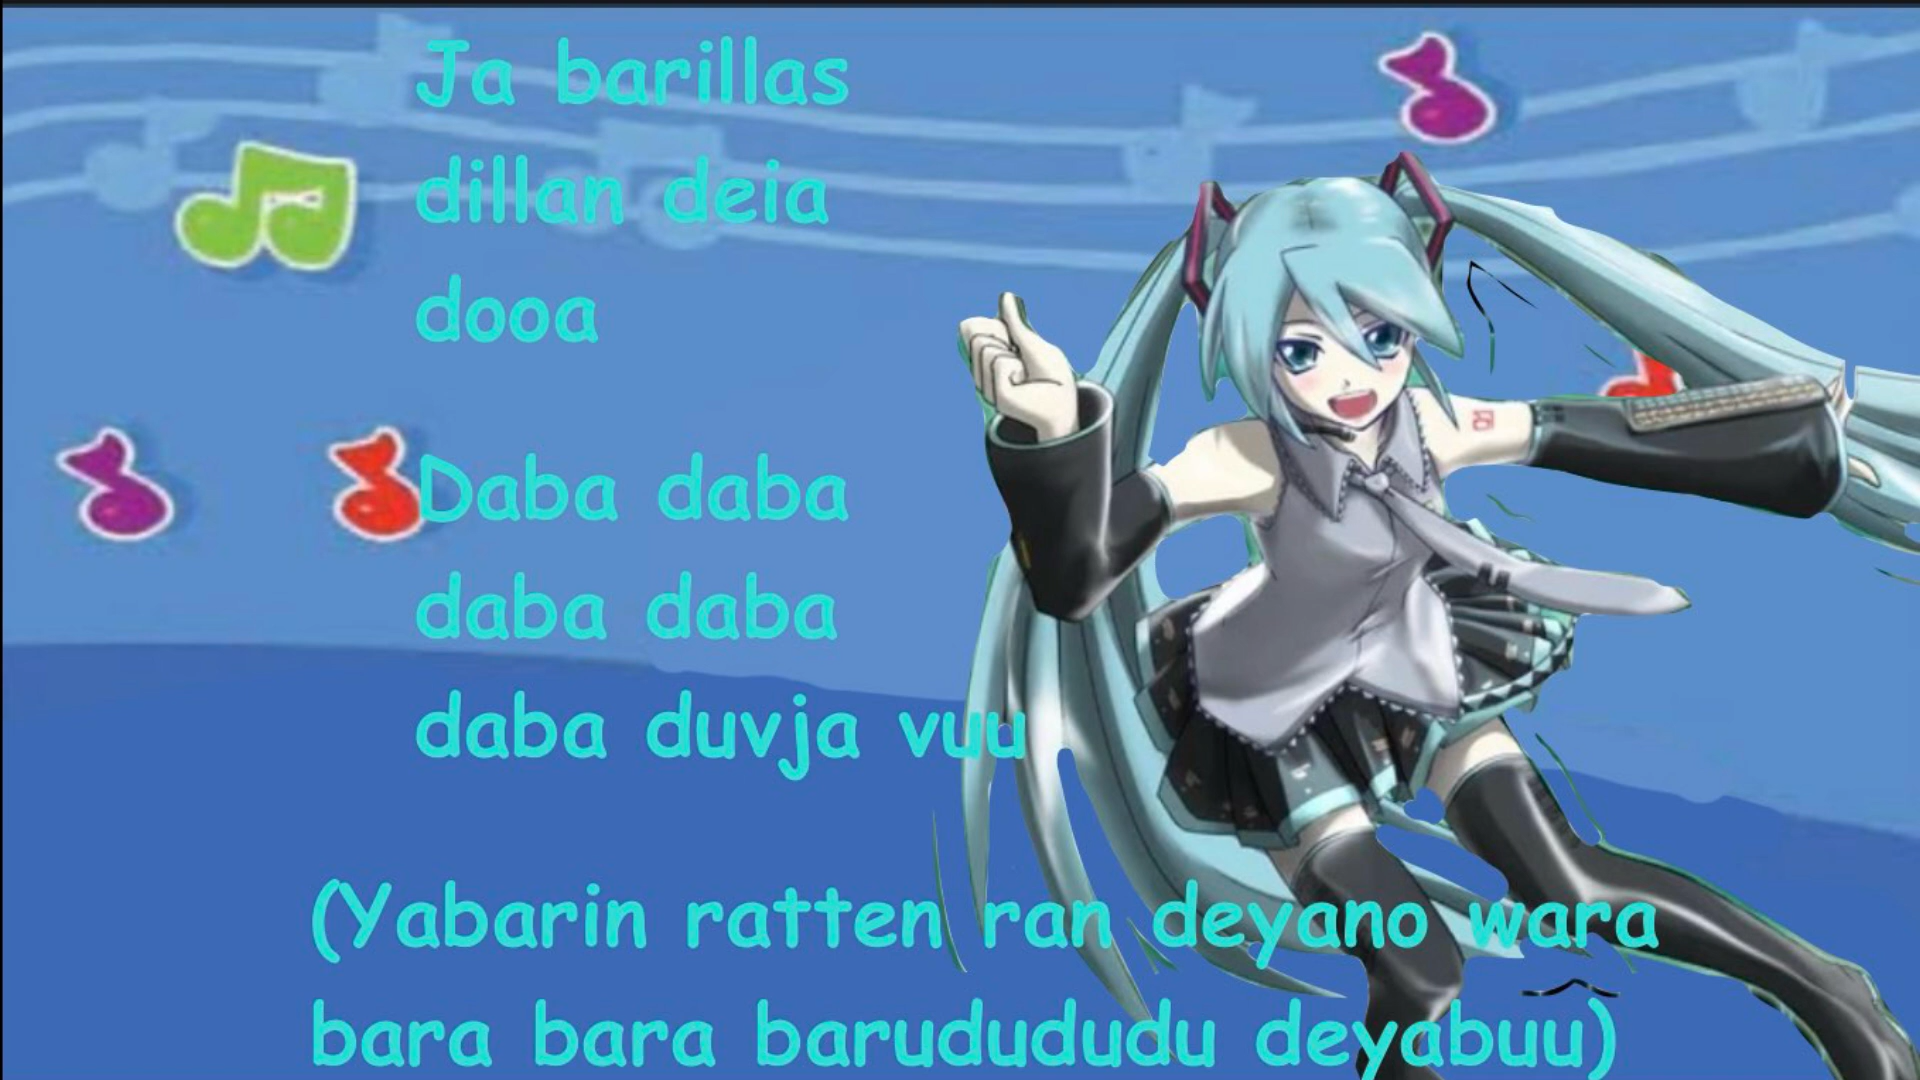 Ja barillas
dillan deia
dooa
Daba daba
daba daba
daba duvja vuu
(Yabarin ratten ran deyano wara
bara bara barudududu deyabuu)